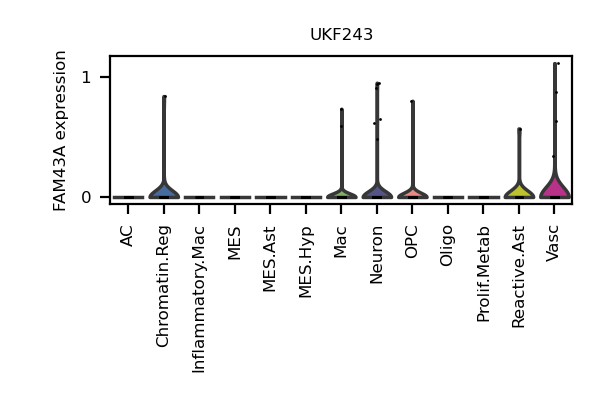 UKF243
FAM43A expression
1
0
AC
Chromatin.Reg
Inflammatory.Mac
MES
MES.Ast
MES.Hyp
Mac
Neuron
OPC
Oligo
Prolif.Metab
Reactive.Ast
Vasc